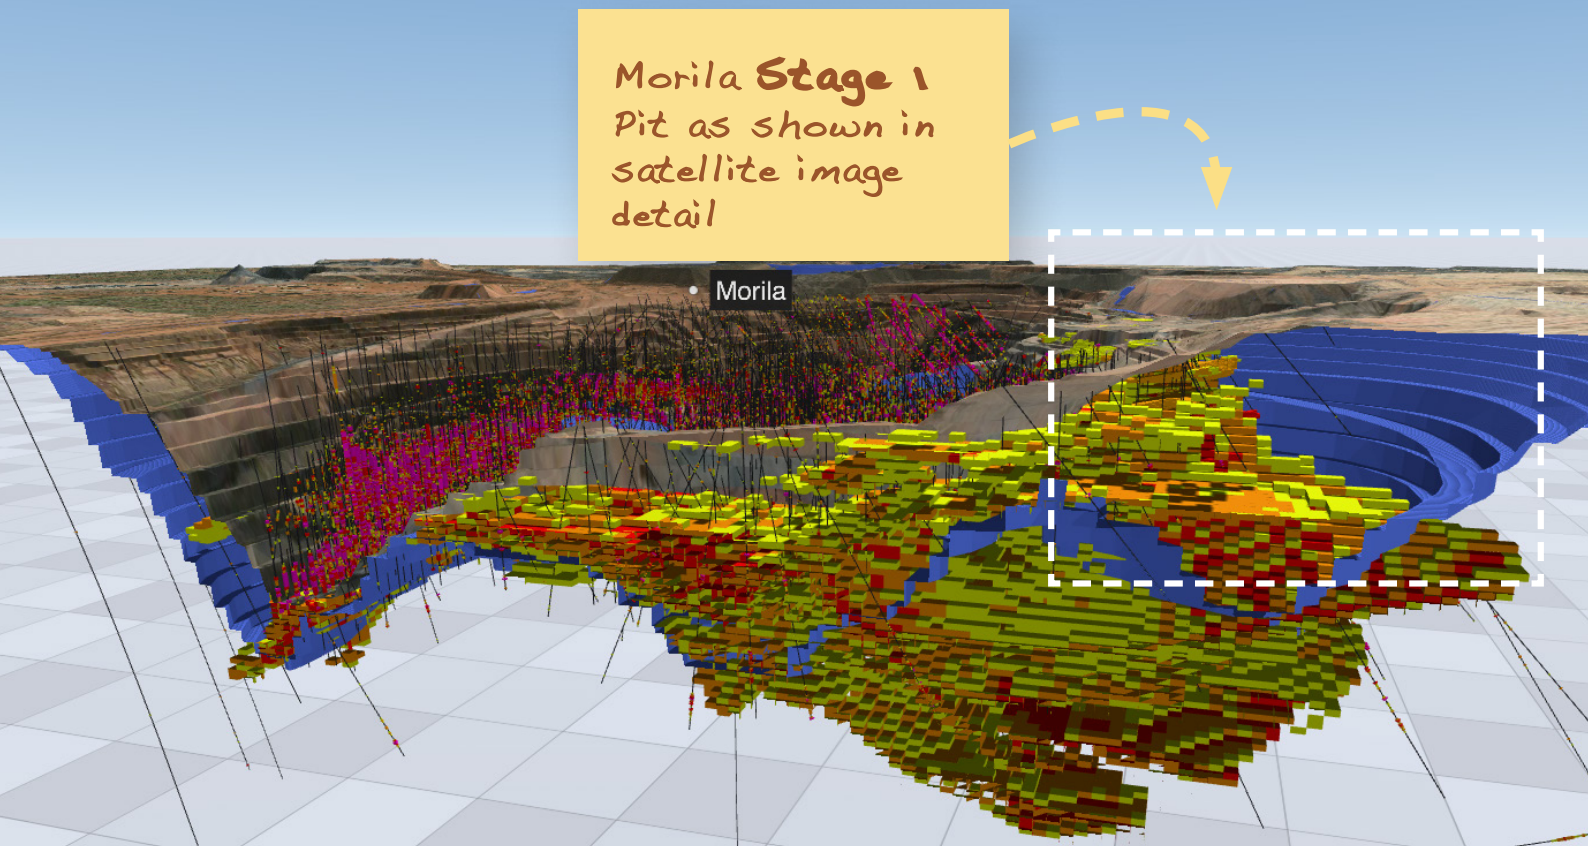 Morila Stage 1
Pit as shown in
satellite image
detail
Morila